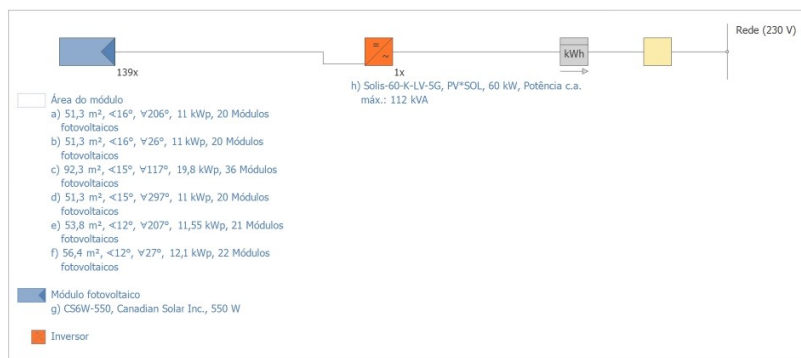 Rede (230 V)
kWh
139x
1x
h) Solis-60-K-LV-5G, PV*SOL, 60 kW, Potência c.a.
máx.: 112 kVA
Área do módulo
a) 51,3 m², ∢16°, ∀206°, 11 kWp, 20 Módulos
fotovoltaicos
b) 51,3 m², ∢16°, ∀26°, 11 kWp, 20 Módulos
fotovoltaicos
c) 92,3 m², ∢15°, ∀117°, 19,8 kWp, 36 Módulos
fotovoltaicos
d) 51,3 m², ∢15°, ∀297°, 11 kWp, 20 Módulos
fotovoltaicos
e) 53,8 m², ∢12°, ∀207°, 11,55 kWp, 21 Módulos
fotovoltaicos
f) 56,4 m², ∢12°, ∀27°, 12,1 kWp, 22 Módulos
fotovoltaicos
Módulo fotovoltaico
g) CS6W-550, Canadian Solar Inc., 550 W
Inversor